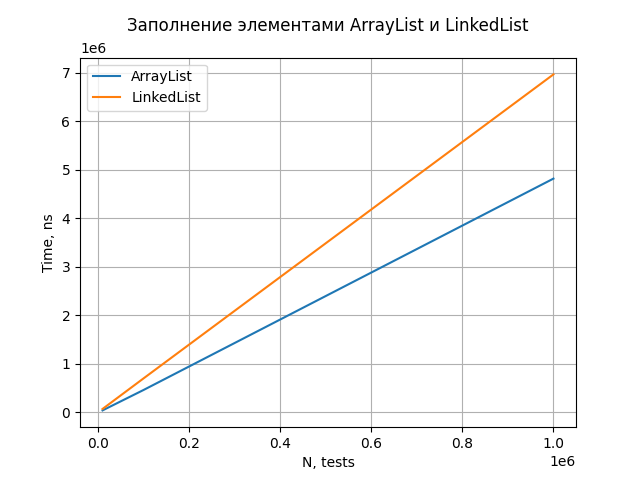 Заполнение элементами ArrayList и LinkedList
1e6
ArrayList
LinkedList
7
6
5
4
3
2
1
0
Time, ns
0.0 0.2 0.4 0.6 0.8 1.0
N, tests
1e6